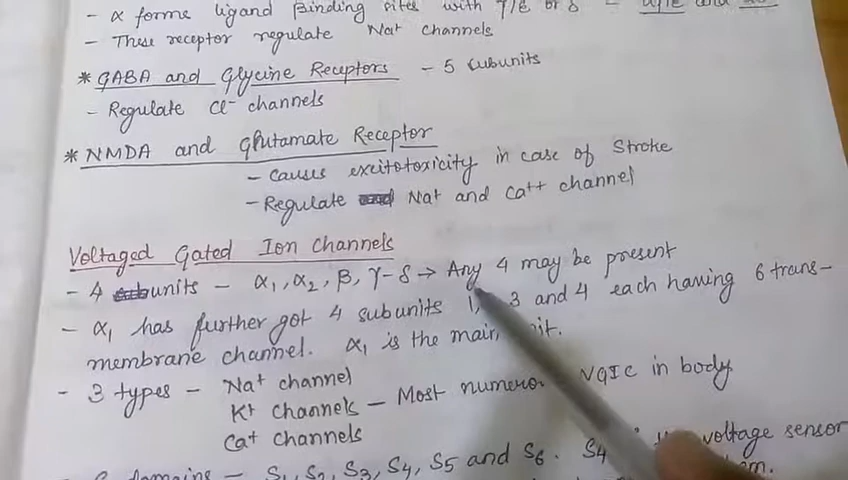 - α forms ligand Binding sites with γ/ε or δ -
- These receptor regulate Na+ channels
* GABA and Glycine Receptors - 5 subunits
- Regulate Cl- channels
* NMDA and Glutamate Receptor
- Causes excitotoxicity in case of Stroke
- Regulate Na+ and Ca++ channel
Voltaged Gated Ion Channels
- 4 units - α1, α2, β, γ-δ → Any 4 may be present
- α1 has further got 4 subunits 1, 3 and 4 each having 6 trans-
membrane channel. α1 is the main
- 3 types - Na+ channel
K+ channels - Most VGIC in body
Ca+ channels
domains - S1, S2, S3, S4, S5 and S6. S4 voltage sensor